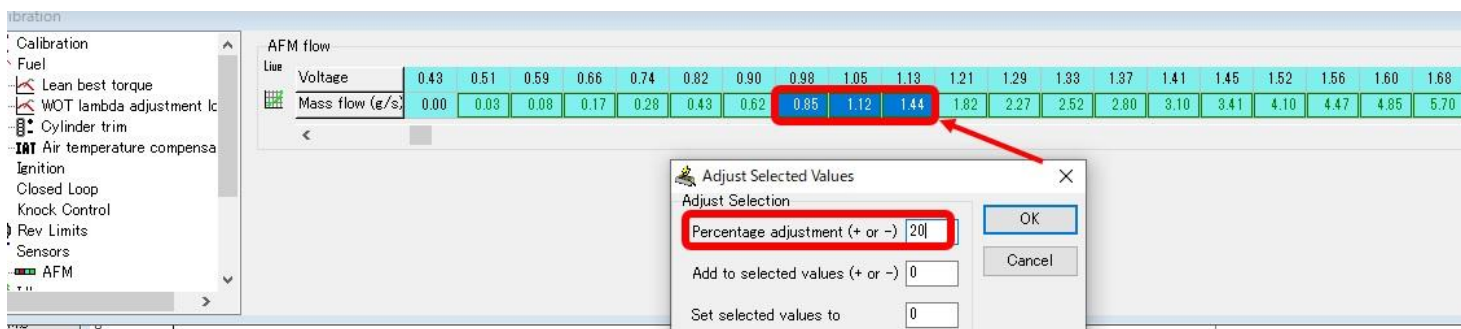 ibration
Calibration
Fuel
Lean best torque
WOT lambda adjustment lc
Cylinder trim
IAT Air temperature compensa
Ignition
Closed Loop
Knock Control
Rev Limits
Sensors
AFM
AFM flow
Live
Voltage 0.43 0.51 0.59 0.66 0.74 0.82 0.90 0.98 1.05 1.13 1.21 1.29 1.33 1.37 1.41 1.45 1.52 1.56 1.60 1.68
Mass flow (g/s) 0.00 0.03 0.08 0.17 0.28 0.43 0.62 0.85 1.12 1.44 1.82 2.27 2.52 2.80 3.10 3.41 4.10 4.47 4.85 5.70
Adjust Selected Values
Adjust Selection
Percentage adjustment (+ or -) 20
Add to selected values (+ or -) 0
Set selected values to 0
OK
Cancel